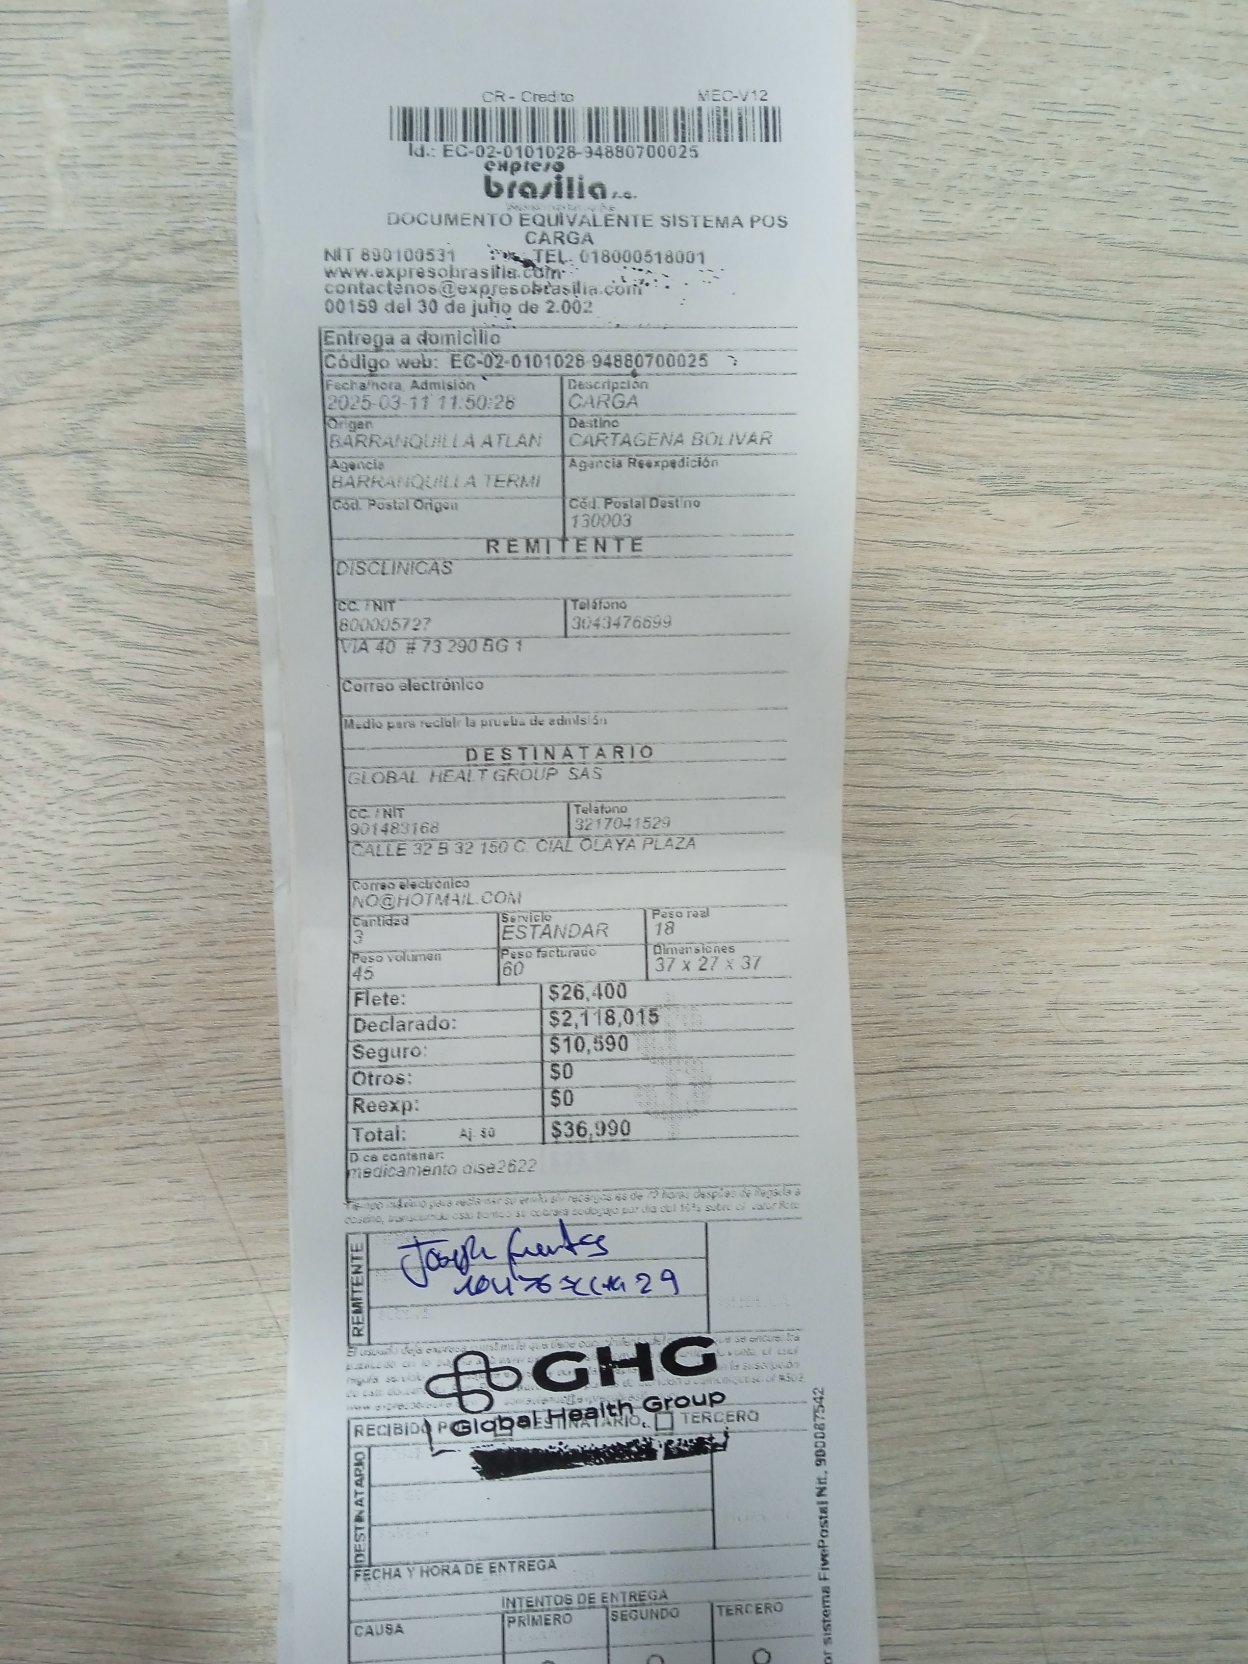 CR - Credito MEC-V12
Id.: EC-02-0101028-94880700025
expreso
brasilia s.a.
DOCUMENTO EQUIVALENTE SISTEMA POS
CARGA
NIT 890100531 TEL. 018000518001
www.expresobrasilia.com
contactenos@expresobrasilia.com
00159 del 30 de julio de 2.002
Entrega a domicilio
Código web: EC-02-0101028-94880700025
Fecha/hora Admisión Descripción
2025-03-11 11:50:28 CARGA
Origen Destino
BARRANQUILLA ATLAN CARTAGENA BOLIVAR
Agencia Agencia Reexpedición
BARRANQUILLA TERMI
Cód. Postal Origen Cód. Postal Destino
130003
REMITENTE
DISCLINICAS
CC. / NIT Teléfono
800005727 3043476699
VIA 40 # 73 290 BG 1
Correo electrónico
Medio para recibir la prueba de admisión
DESTINATARIO
GLOBAL HEALT GROUP SAS
CC. / NIT Teléfono
901483168 3217041529
CALLE 32 B 32 150 C. CIAL OLAYA PLAZA
Correo electrónico
NO@HOTMAIL.COM
Cantidad Servicio Peso real
3 ESTANDAR 18
Peso volumen Peso facturado Dimensiones
45 60 37 x 27 x 37
Flete: $26,400
Declarado: $2,118,015
Seguro: $10,590
Otros: $0
Reexp: $0
Total: Aj. $0 $36,990
Dice contener:
medicamento disa2622
REMITENTE
Joseph Fuentes
GHG
Global Health Group
RECIBIDO DESTINATARIO TERCERO
DESTINATARIO
FECHA Y HORA DE ENTREGA
INTENTOS DE ENTREGA
CAUSA PRIMERO SEGUNDO TERCERO
sistema FivePostal Nit. 900087542